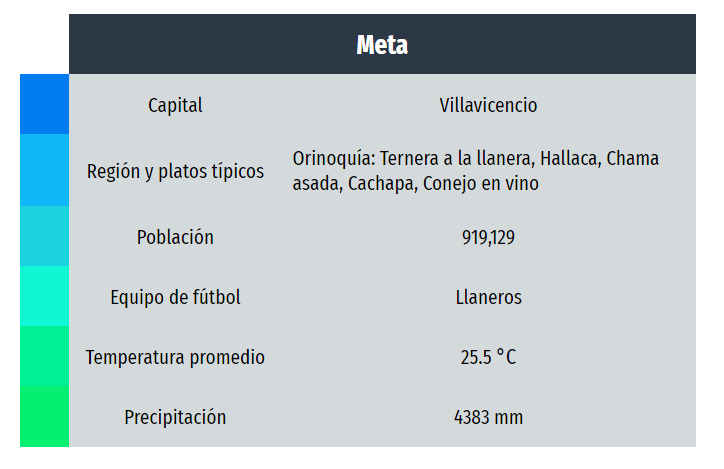 Meta
Capital
Villavicencio
Región y platos típicos
Orinoquía: Ternera a la llanera, Hallaca, Chama
asada, Cachapa, Conejo en vino
Población
919,129
Equipo de fútbol
Llaneros
Temperatura promedio
25.5 °C
Precipitación
4383 mm